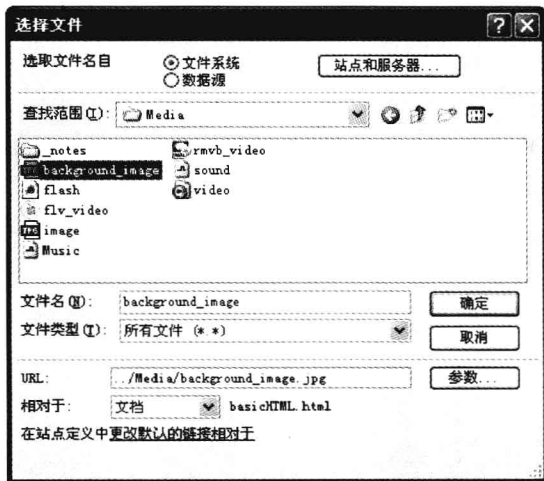 选择文件
选取文件名目
文件系统
站点和服务器...
数据源
查找范围(I):
Media
_notes
rmvb_video
background_image
sound
flash
video
flv_video
image
Music
文件名(N):
background_image
确定
文件类型(T):
所有文件 (*.*)
取消
URL:
../Media/background_image.jpg
参数...
相对于:
文档
basicHTML.html
在站点定义中更改默认的链接相对于